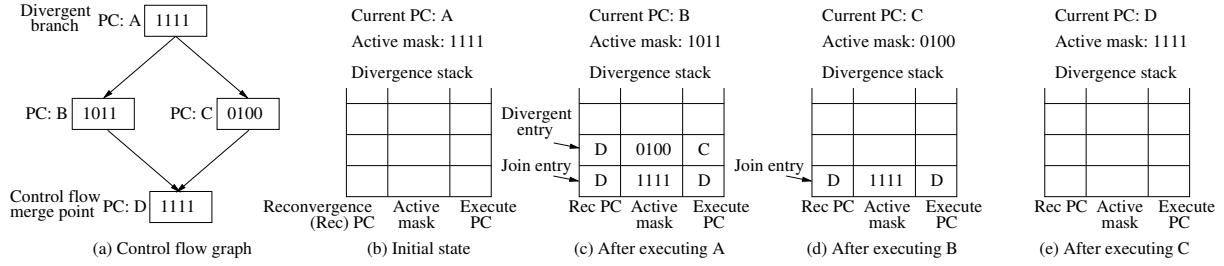 Divergent
branch
PC: A
1111
PC: B
1011
PC: C
0100
Control flow
merge point
PC: D
1111
(a) Control flow graph
Current PC: A
Active mask: 1111
Divergence stack
Reconvergence
(Rec) PC
Active
mask
Execute
PC
(b) Initial state
Current PC: B
Active mask: 1011
Divergence stack
Divergent
entry
D 0100 C
Join entry
D 1111 D
Rec PC
Active
mask
Execute
PC
(c) After executing A
Current PC: C
Active mask: 0100
Divergence stack
Join entry
D 1111 D
Rec PC
Active
mask
Execute
PC
(d) After executing B
Current PC: D
Active mask: 1111
Divergence stack
Rec PC
Active
mask
Execute
PC
(e) After executing C